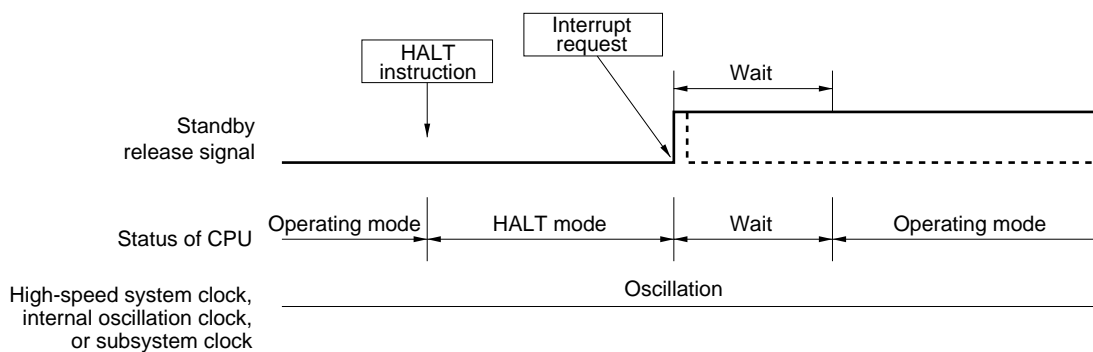 Interrupt
request
HALT
instruction
Wait
Standby
release signal
Status of CPU
Operating mode
HALT mode
Wait
Operating mode
High-speed system clock,
internal oscillation clock,
or subsystem clock
Oscillation